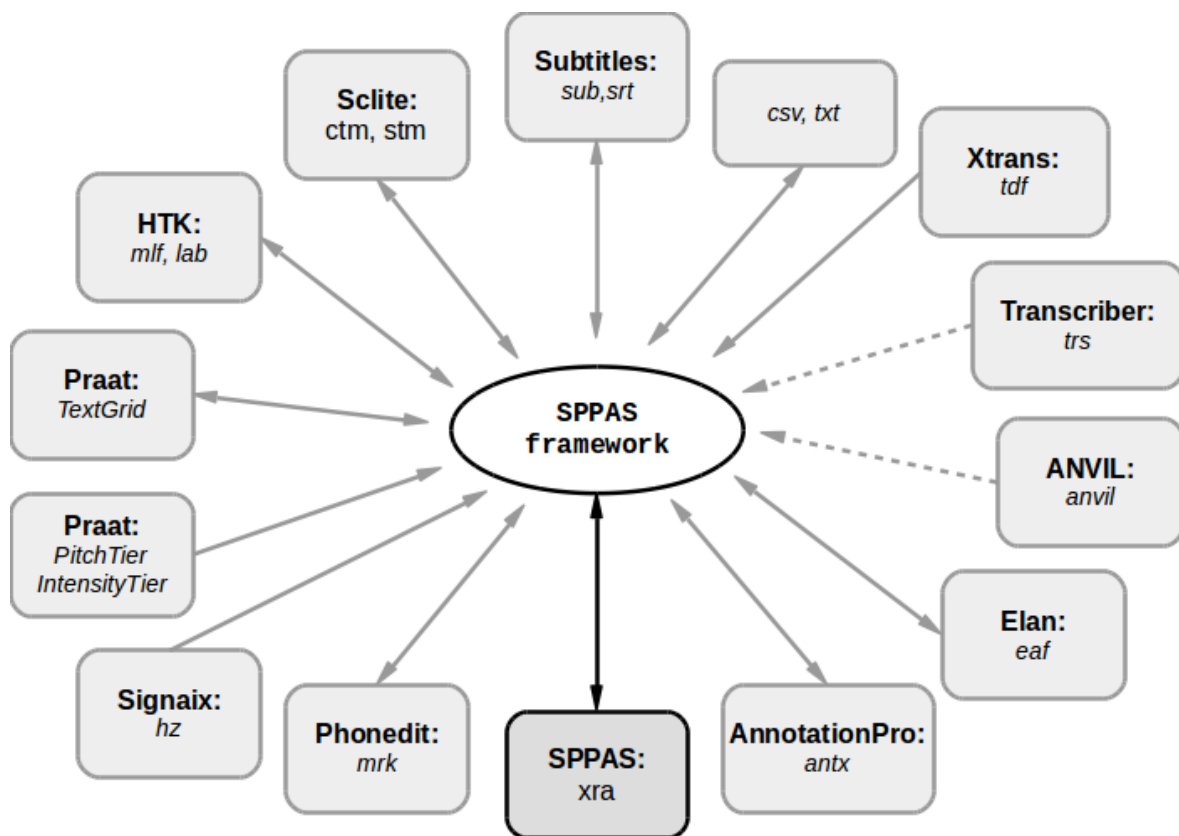 Subtitles:
sub,srt
Sclite:
ctm, stm
csv, txt
Xtrans:
tdf
HTK:
mlf, lab
Transcriber:
trs
Praat:
TextGrid
SPPAS
framework
ANVIL:
anvil
Praat:
PitchTier
IntensityTier
Elan:
eaf
Signaix:
hz
Phonedit:
mrk
SPPAS:
xra
AnnotationPro:
antx